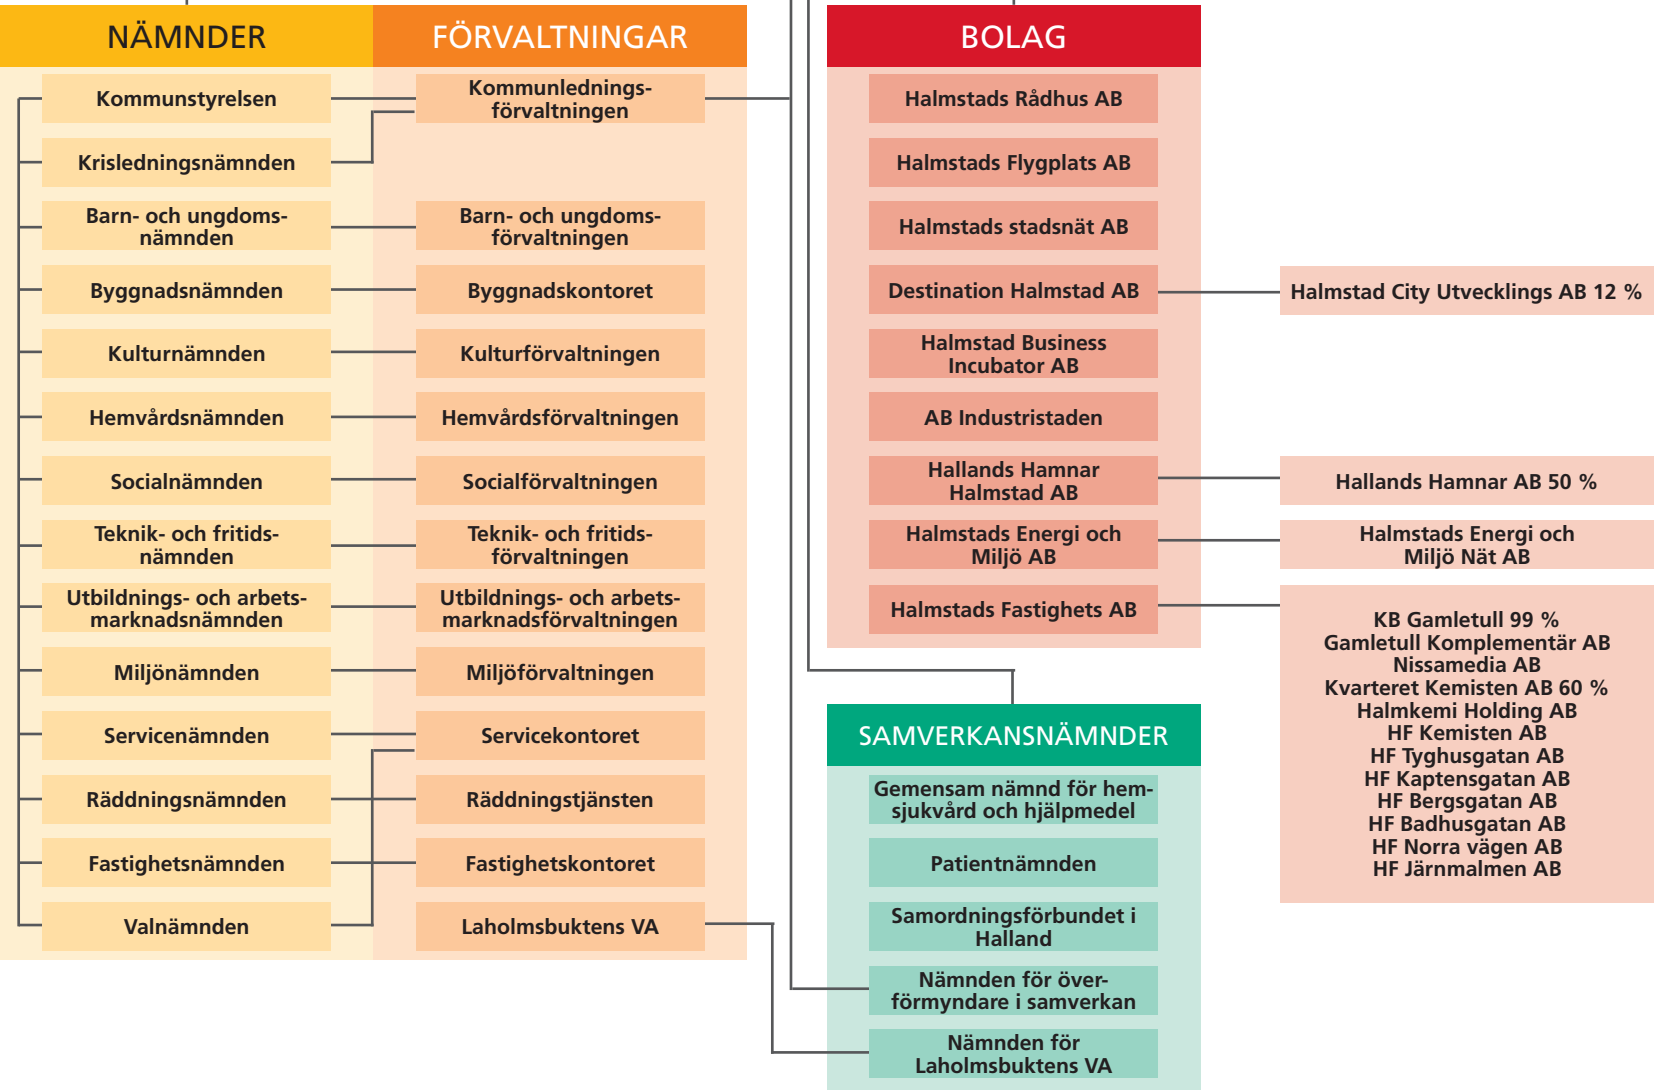 NÄMNDER
Kommunstyrelsen
Krisledningsnämnden
Barn- och ungdoms-
nämnden
Byggnadsnämnden
Kulturnämnden
Hemvårdsnämnden
Socialnämnden
Teknik- och fritids-
nämnden
Utbildnings- och arbets-
marknadsnämnden
Miljönämnden
Servicenämnden
Räddningsnämnden
Fastighetsnämnden
Valnämnden
FÖRVALTNINGAR
Kommunlednings-
förvaltningen
Barn- och ungdoms-
förvaltningen
Byggnadskontoret
Kulturförvaltningen
Hemvårdsförvaltningen
Socialförvaltningen
Teknik- och fritids-
förvaltningen
Utbildnings- och arbets-
marknadsförvaltningen
Miljöförvaltningen
Servicekontoret
Räddningstjänsten
Fastighetskontoret
Laholmsbuktens VA
BOLAG
Halmstads Rådhus AB
Halmstads Flygplats AB
Halmstads stadsnät AB
Destination Halmstad AB
Halmstad Business
Incubator AB
AB Industristaden
Hallands Hamnar
Halmstad AB
Halmstads Energi och
Miljö AB
Halmstads Fastighets AB
Halmstad City Utvecklings AB 12 %
Hallands Hamnar AB 50 %
Halmstads Energi och
Miljö Nät AB
KB Gamletull 99 %
Gamletull Komplementär AB
Nissamedia AB
Kvarteret Kemisten AB 60 %
Halmkemi Holding AB
HF Kemisten AB
HF Tyghusgatan AB
HF Kaptensgatan AB
HF Bergsgatan AB
HF Badhusgatan AB
HF Norra vägen AB
HF Järnmalmen AB
SAMVERKANSNÄMNDER
Gemensam nämnd för hem-
sjukvård och hjälpmedel
Patientnämnden
Samordningsförbundet i
Halland
Nämnden för över-
förmyndare i samverkan
Nämnden för
Laholmsbuktens VA